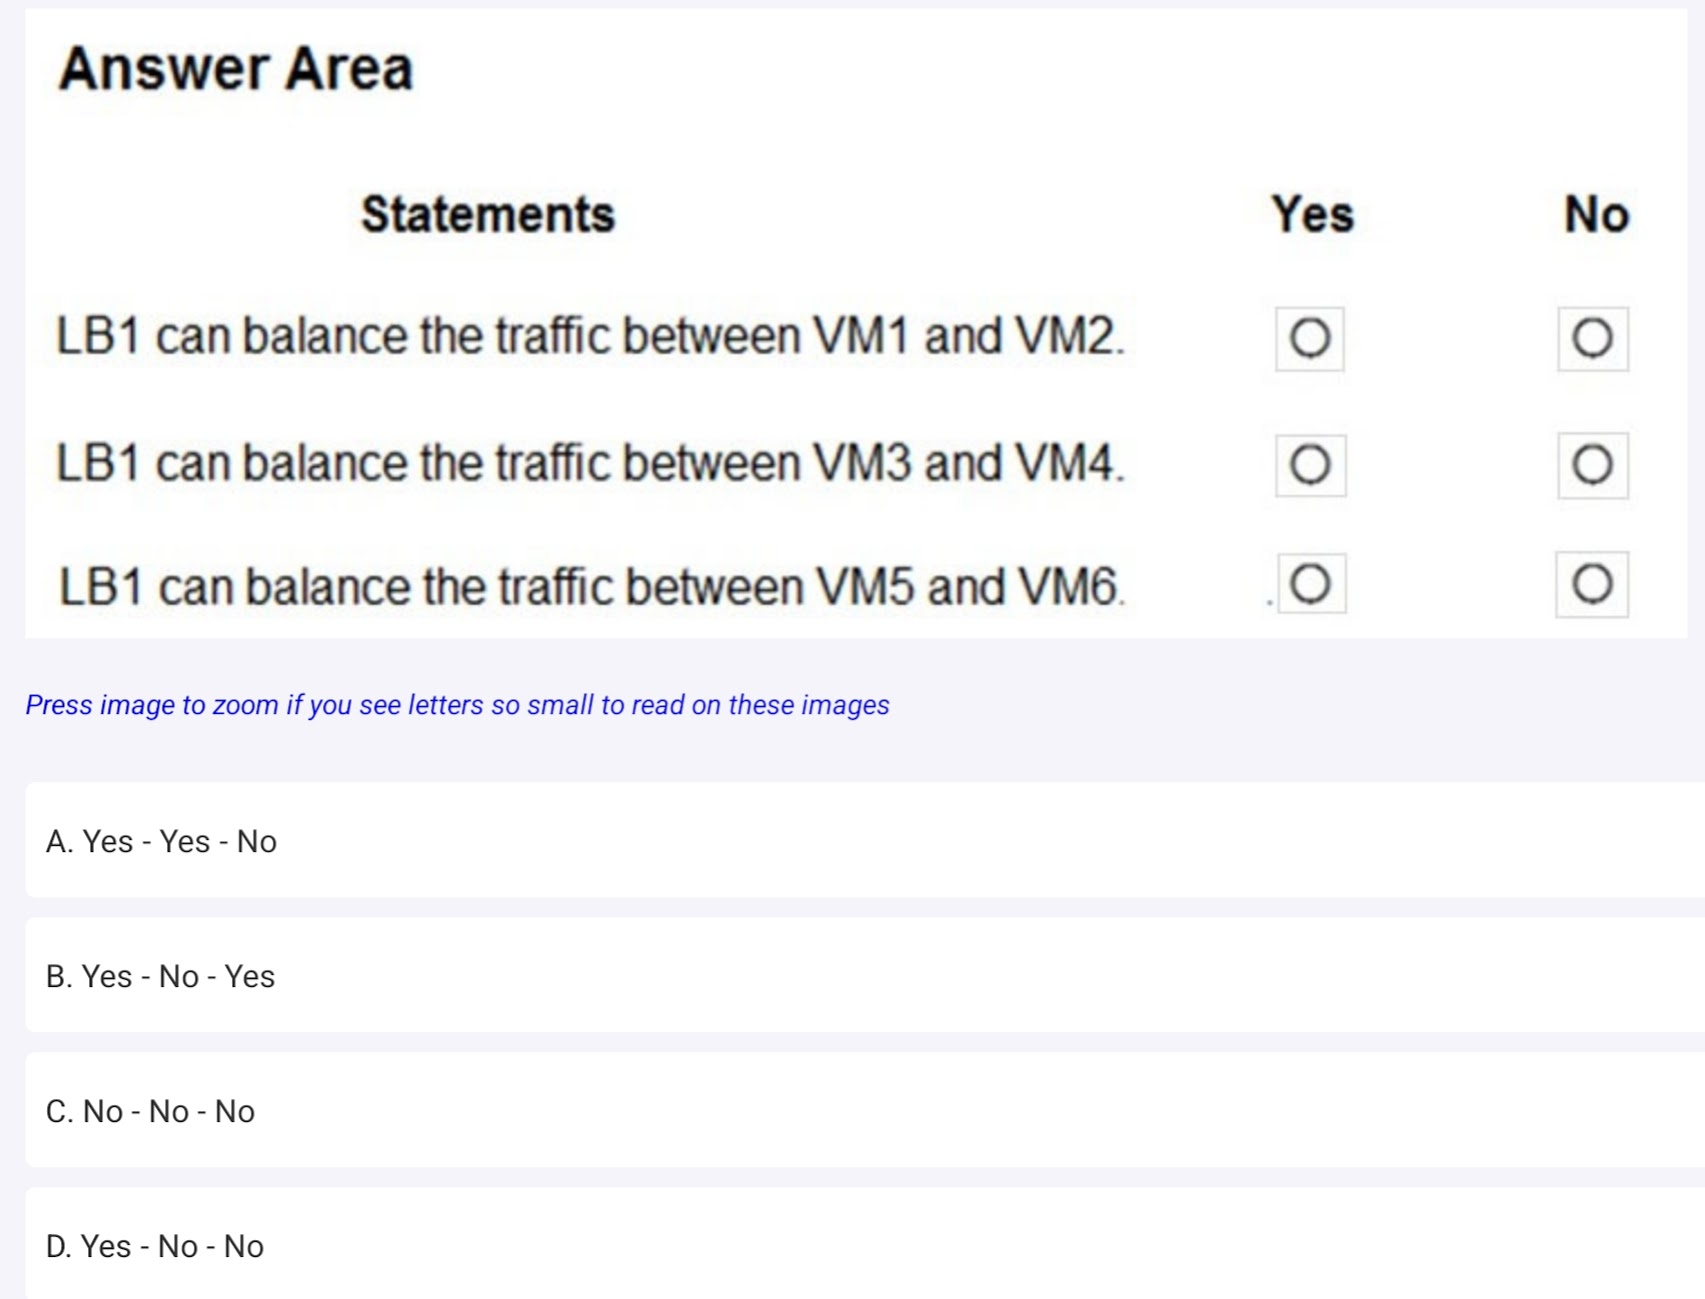 Answer Area
Statements Yes No
LB1 can balance the traffic between VM1 and VM2. O O
LB1 can balance the traffic between VM3 and VM4. O O
LB1 can balance the traffic between VM5 and VM6. O O
Press image to zoom if you see letters so small to read on these images
A. Yes - Yes - No
B. Yes - No - Yes
C. No - No - No
D. Yes - No - No